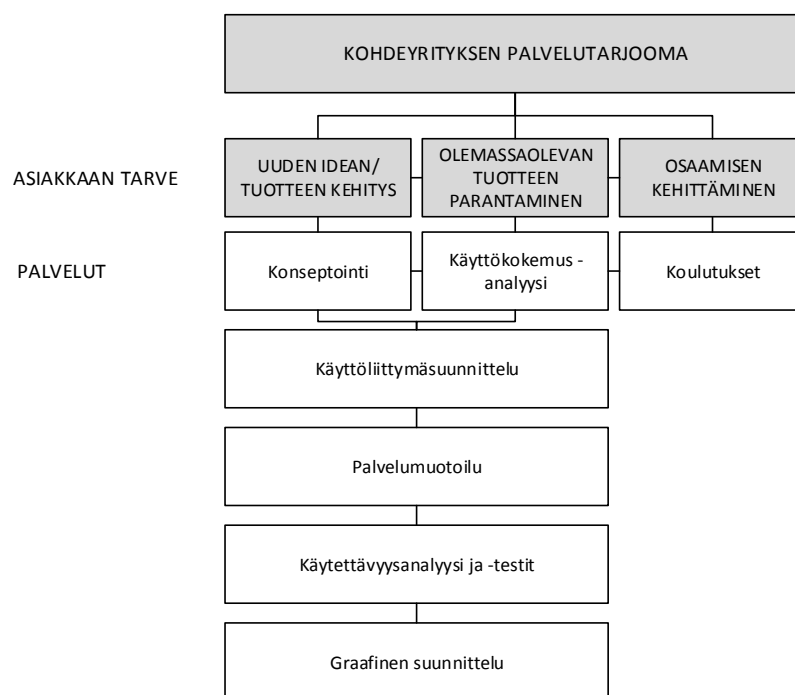 KOHDEYRITYKSEN PALVELUTARJOOMA
ASIAKKAAN TARVE
UUDEN IDEAN/
TUOTTEEN KEHITYS
OLEMASSAOLEVAN
TUOTTEEN
PARANTAMINEN
OSAAMISEN
KEHITTÄMINEN
PALVELUT
Konseptointi
Käyttökokemus -
analyysi
Koulutukset
Käyttöliittymäsuunnittelu
Palvelumuotoilu
Käytettävyysanalyysi ja -testit
Graafinen suunnittelu